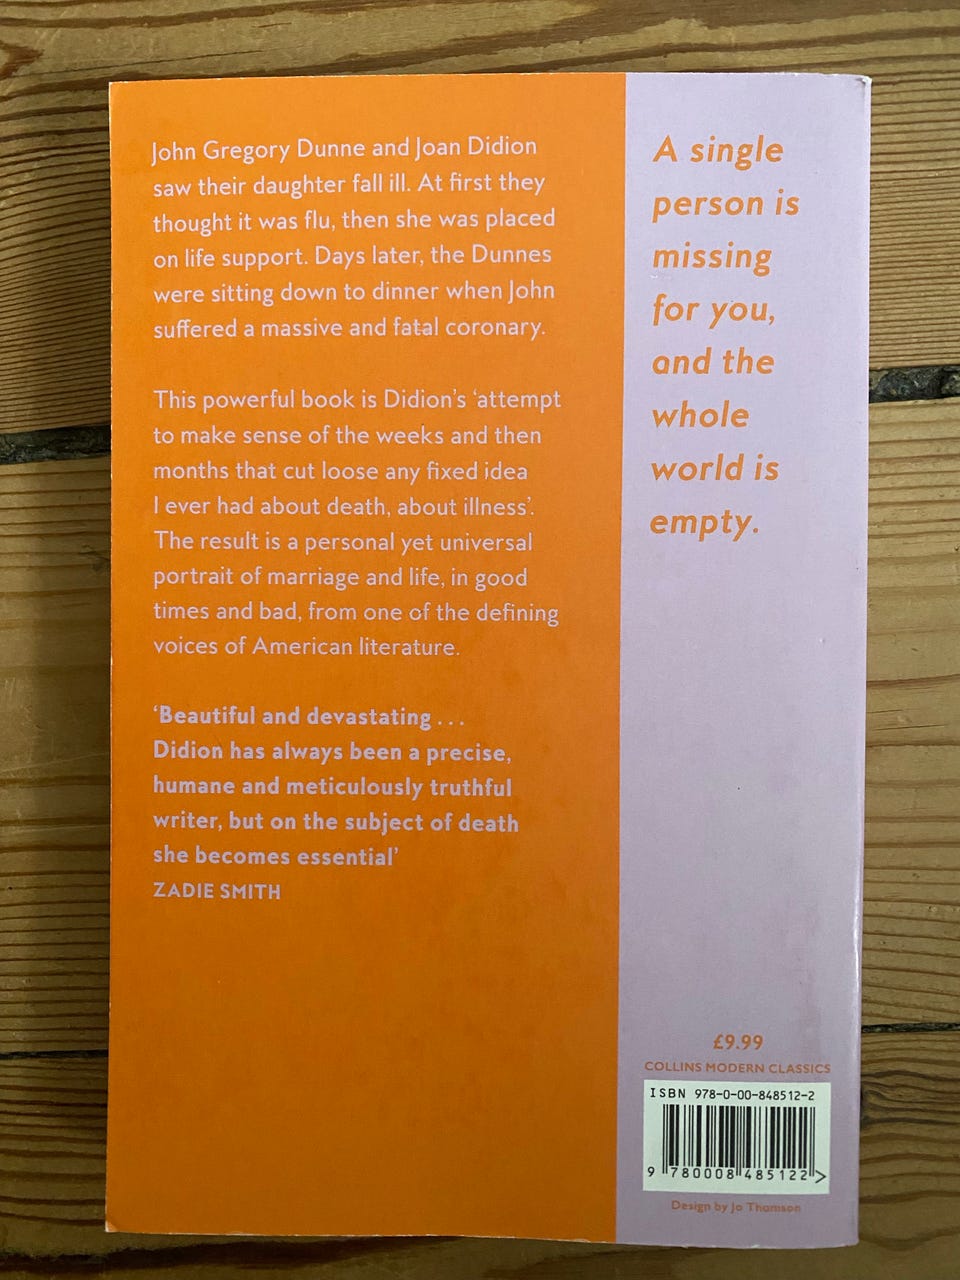 John Gregory Dunne and Joan Didion
saw their daughter fall ill. At first they
thought it was flu, then she was placed
on life support. Days later, the Dunnes
were sitting down to dinner when John
suffered a massive and fatal coronary.
This powerful book is Didion's 'attempt
to make sense of the weeks and then
months that cut loose any fixed idea
I ever had about death, about illness'.
The result is a personal yet universal
portrait of marriage and life, in good
times and bad, from one of the defining
voices of American literature.
'Beautiful and devastating . . .
Didion has always been a precise,
humane and meticulously truthful
writer, but on the subject of death
she becomes essential'
ZADIE SMITH
A single
person is
missing
for you,
and the
whole
world is
empty.
£9.99
COLLINS MODERN CLASSICS
ISBN 978-0-00-848512-2
9 780008 485122 >
Design by Jo Thomson